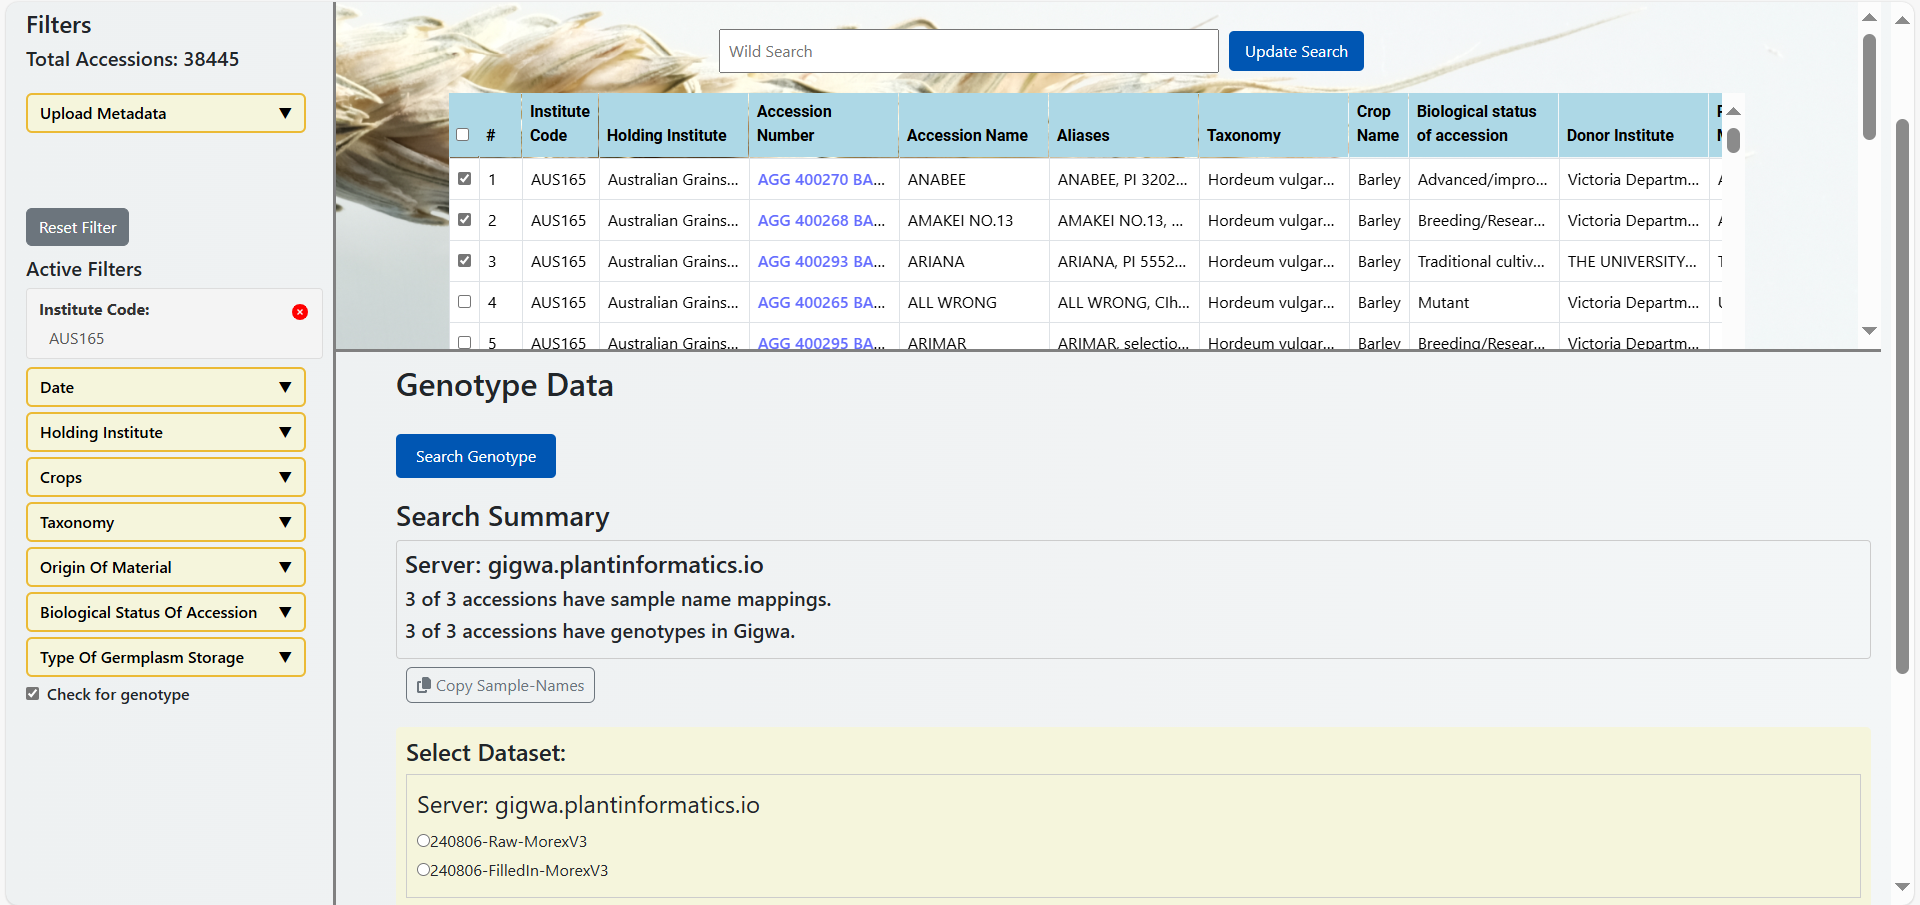 Filters
Total Accessions: 38445
Upload Metadata ▼
Reset Filter
Active Filters
Institute Code:
AUS165
Date ▼
Holding Institute ▼
Crops ▼
Taxonomy ▼
Origin Of Material ▼
Biological Status Of Accession ▼
Type Of Germplasm Storage ▼
Check for genotype
Wild Search
Update Search
# Institute Code Holding Institute Accession Number Accession Name Aliases Taxonomy Crop Name Biological status of accession Donor Institute
1 AUS165 Australian Grains... AGG 400270 BA... ANABEE ANABEE, PI 3202... Hordeum vulgar... Barley Advanced/impro... Victoria Departm...
2 AUS165 Australian Grains... AGG 400268 BA... AMAKEI NO.13 AMAKEI NO.13, ... Hordeum vulgar... Barley Breeding/Resear... Victoria Departm...
3 AUS165 Australian Grains... AGG 400293 BA... ARIANA ARIANA, PI 5552... Hordeum vulgar... Barley Traditional cultiv... THE UNIVERSITY...
4 AUS165 Australian Grains... AGG 400265 BA... ALL WRONG ALL WRONG, CIh... Hordeum vulgar... Barley Mutant Victoria Departm...
5 AUS165 Australian Grains... AGG 400295 BA... ARIMAR ARIMAR, selectio... Hordeum vulgar... Barley Breeding/Resear... Victoria Departm...
Genotype Data
Search Genotype
Search Summary
Server: gigwa.plantinformatics.io
3 of 3 accessions have sample name mappings.
3 of 3 accessions have genotypes in Gigwa.
Copy Sample-Names
Select Dataset:
Server: gigwa.plantinformatics.io
240806-Raw-MorexV3
240806-FilledIn-MorexV3